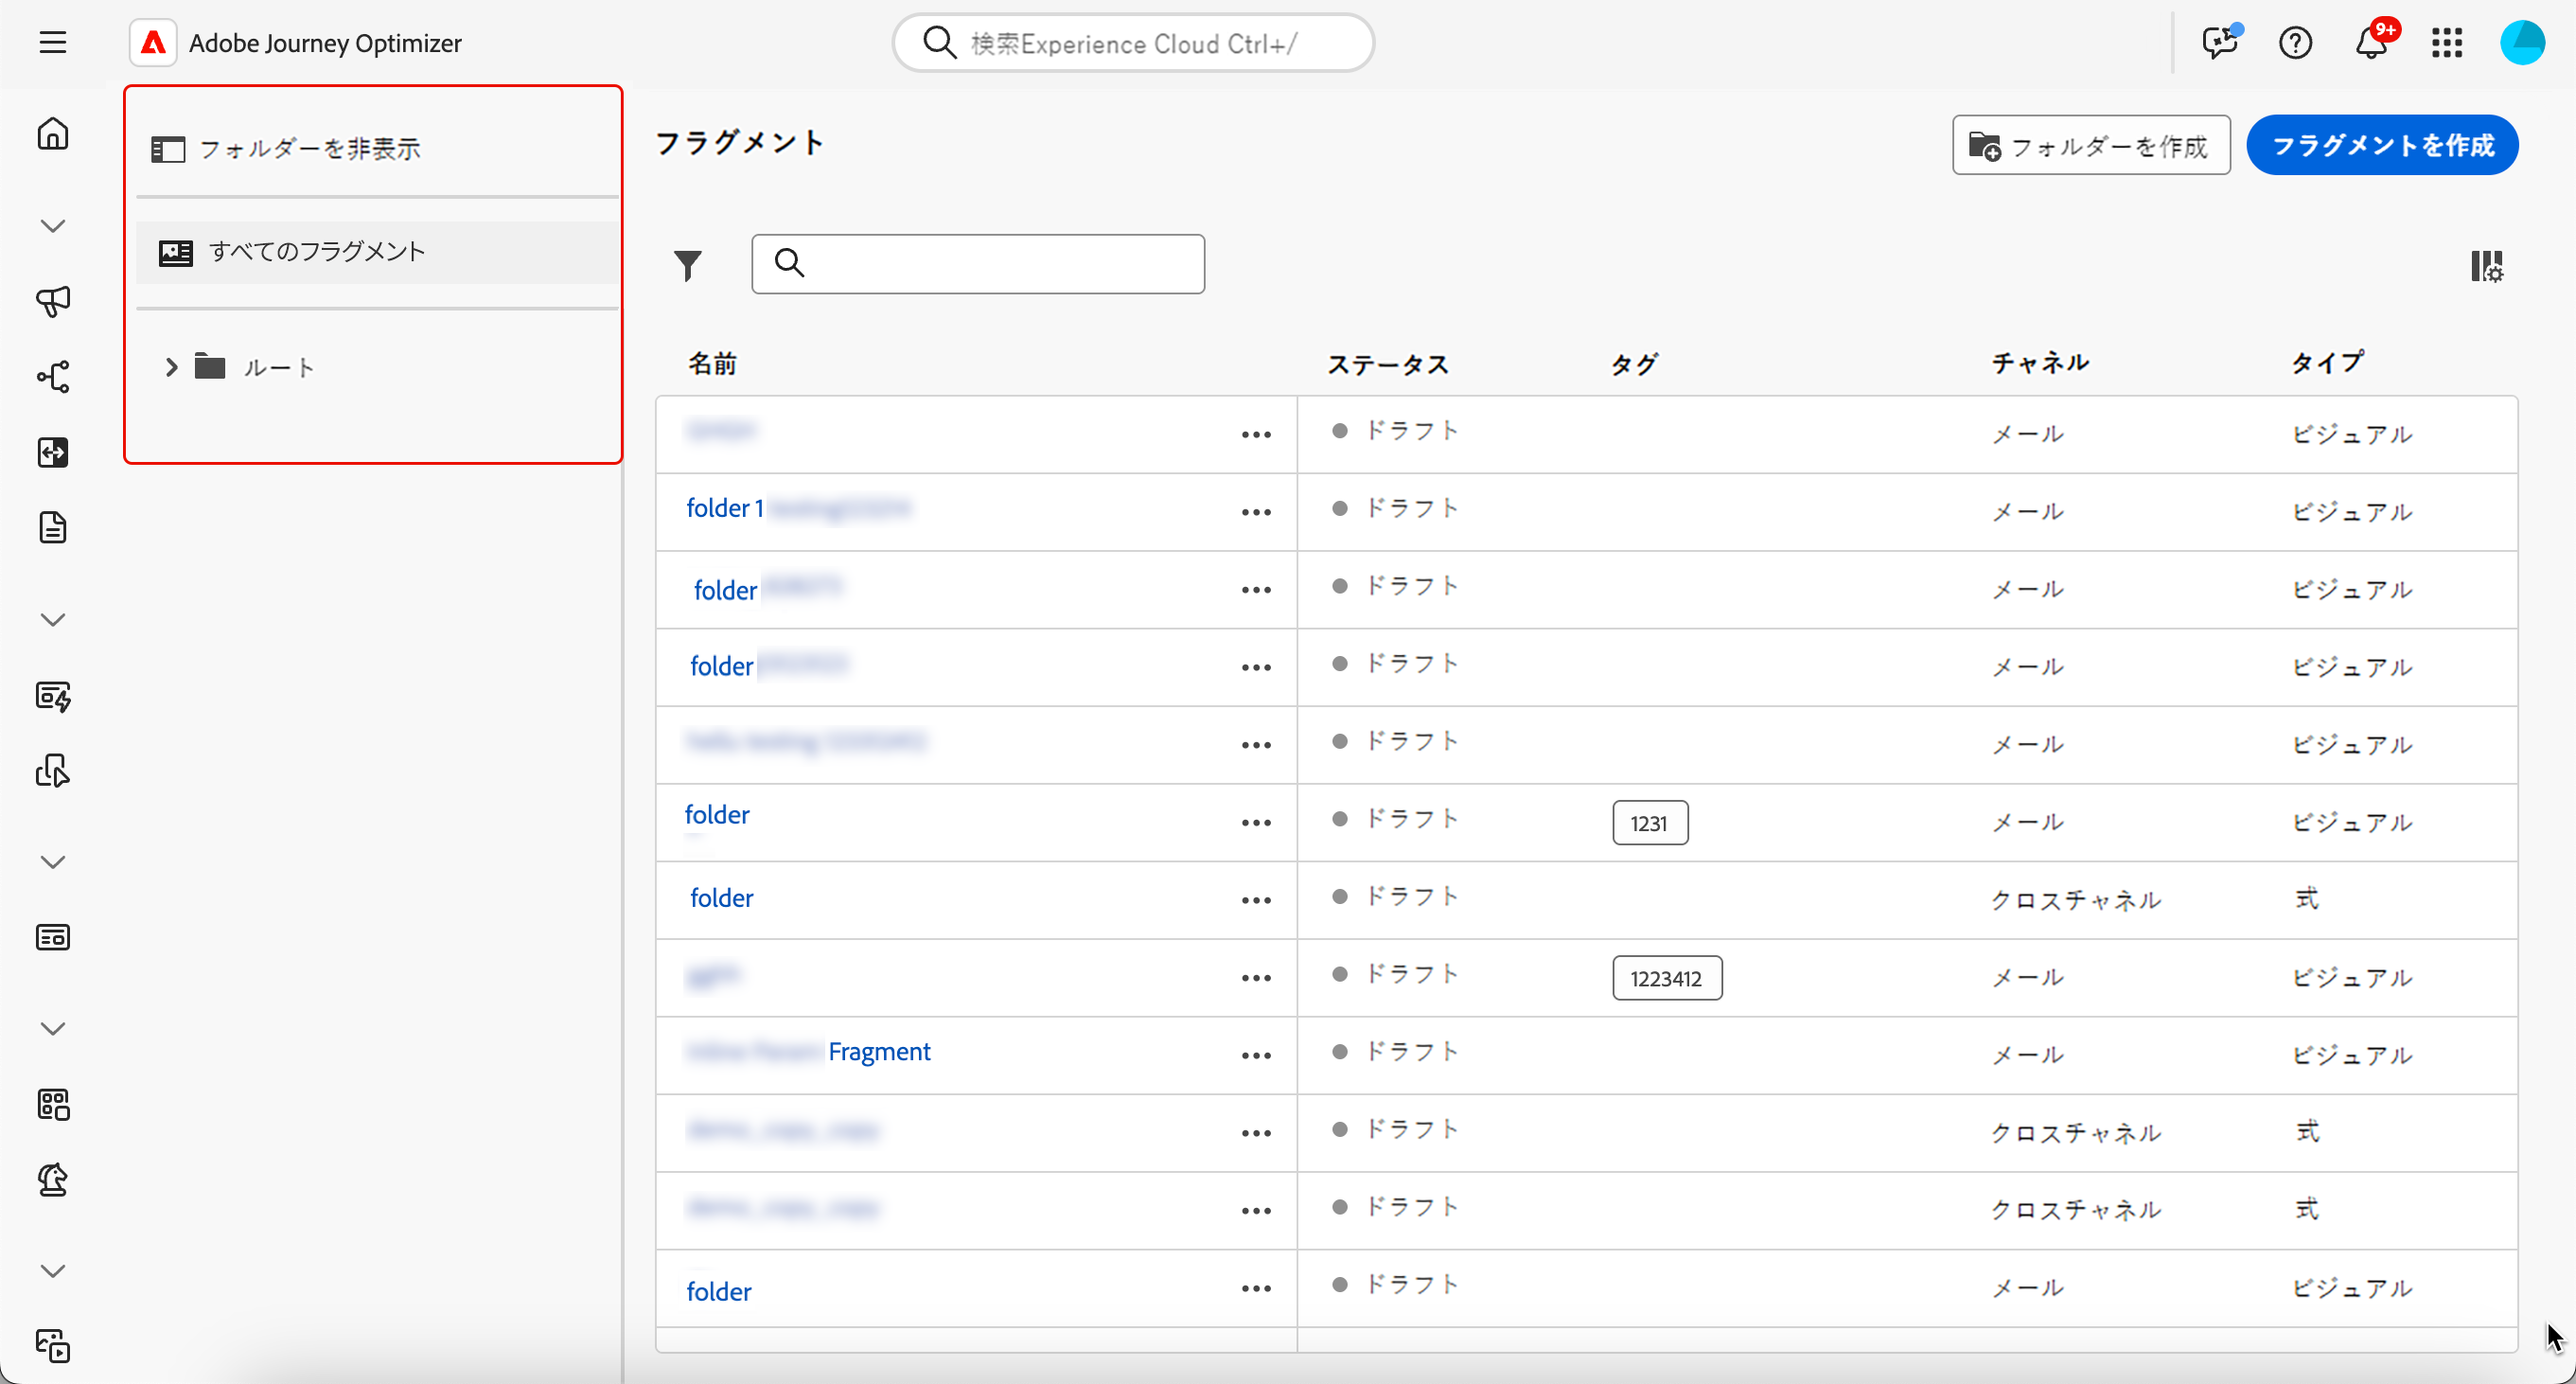 Adobe Journey Optimizer
検索Experience Cloud Ctrl+/
9+
フォルダーを非表示
すべてのフラグメント
ルート
フラグメント
フォルダーを作成
フラグメントを作成
名前 ステータス タグ チャネル タイプ
ドラフト メール ビジュアル
folder 1 ドラフト メール ビジュアル
folder ドラフト メール ビジュアル
folder ドラフト メール ビジュアル
ドラフト メール ビジュアル
folder ドラフト 1231 メール ビジュアル
folder ドラフト クロスチャネル 式
ドラフト 1223412 メール ビジュアル
Fragment ドラフト メール ビジュアル
ドラフト クロスチャネル 式
ドラフト クロスチャネル 式
folder ドラフト メール ビジュアル